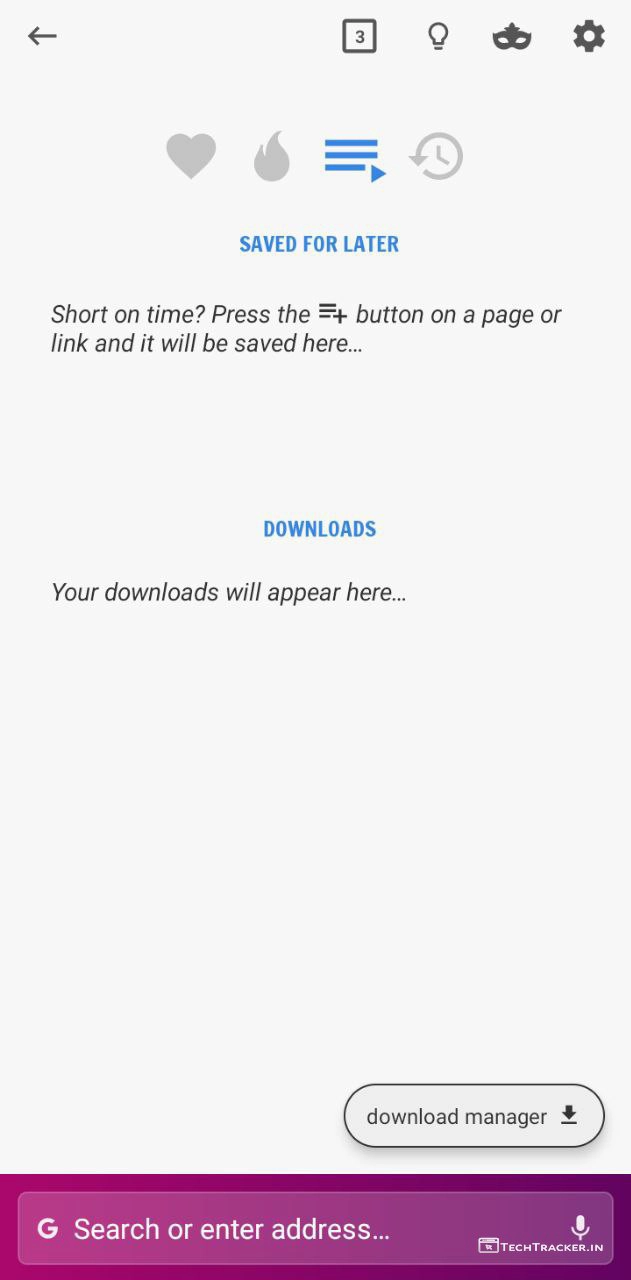 3
SAVED FOR LATER
Short on time? Press the button on a page or
link and it will be saved here...
DOWNLOADS
Your downloads will appear here...
download manager
G Search or enter address...
TECHTRACKER.IN